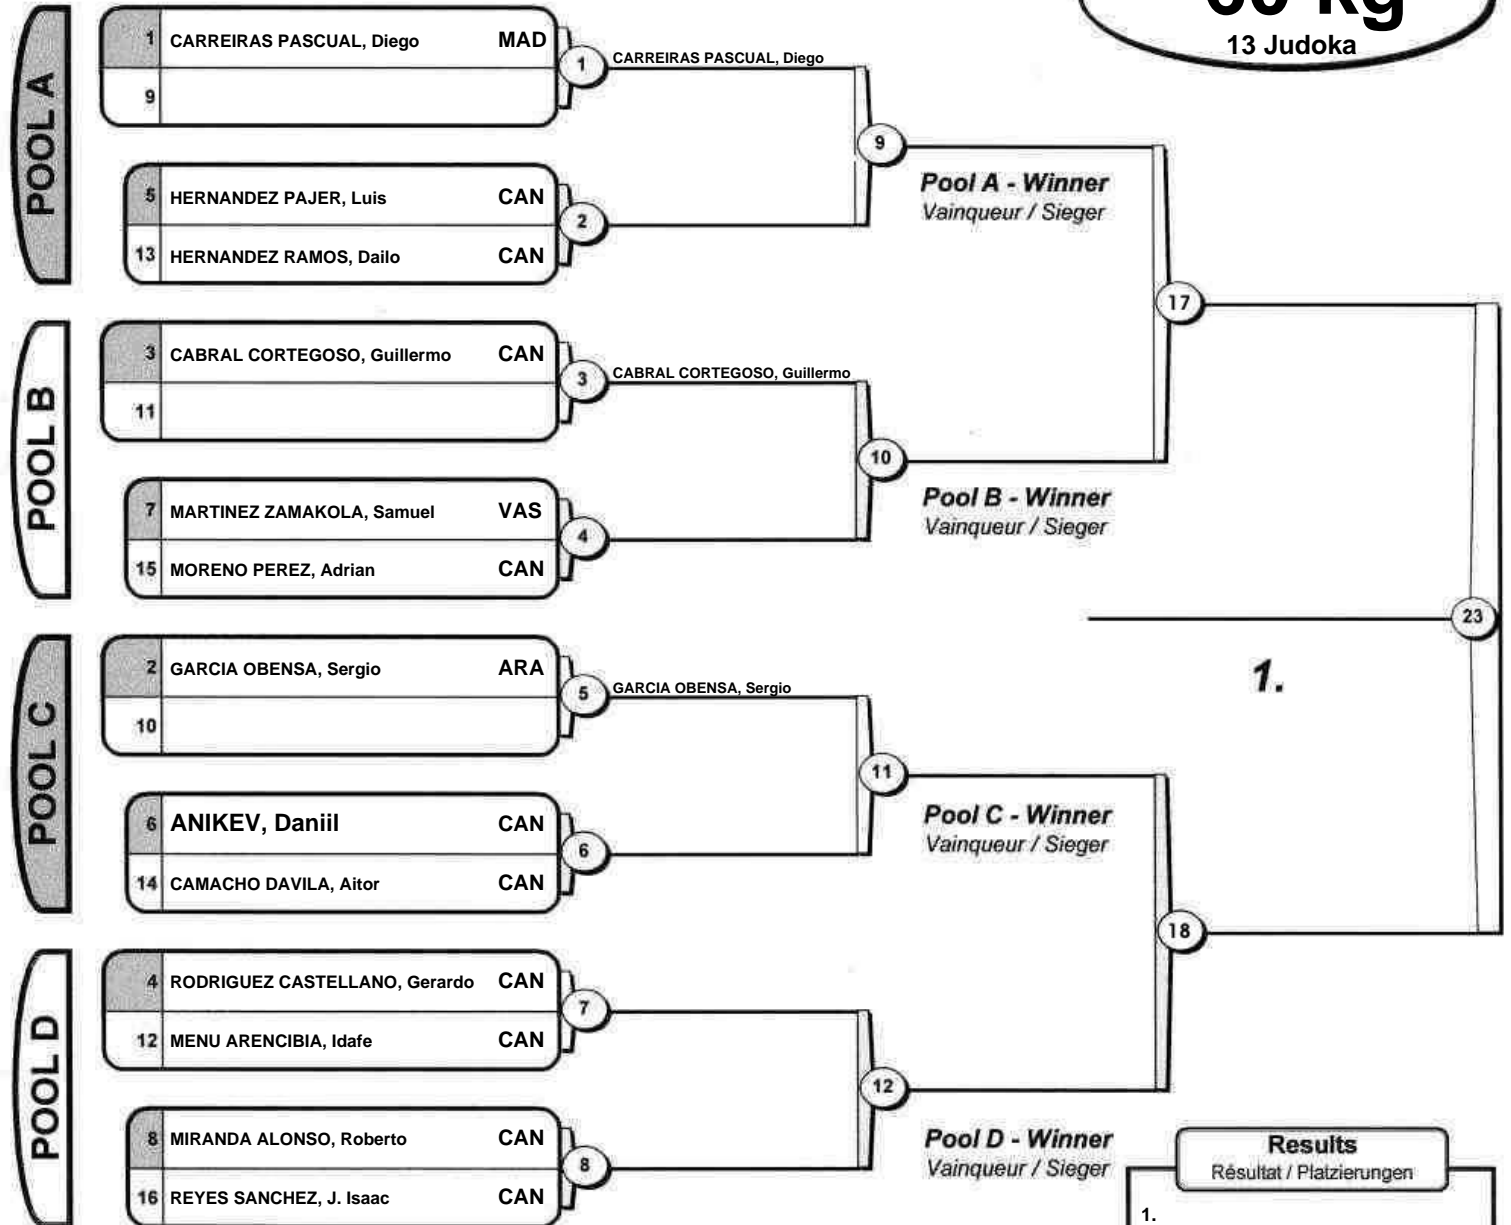 13 Judoka
POOL A
1 CARREIRAS PASCUAL, Diego MAD
9
1 CARREIRAS PASCUAL, Diego
5 HERNANDEZ PAJER, Luis CAN
13 HERNANDEZ RAMOS, Dailo CAN
2
9
Pool A - Winner
Vainqueur / Sieger
17
POOL B
3 CABRAL CORTEGOSO, Guillermo CAN
11
3 CABRAL CORTEGOSO, Guillermo
7 MARTINEZ ZAMAKOLA, Samuel VAS
15 MORENO PEREZ, Adrian CAN
4
10
Pool B - Winner
Vainqueur / Sieger
23
1.
POOL C
2 GARCIA OBENSA, Sergio ARA
10
5 GARCIA OBENSA, Sergio
6 ANIKEV, Daniil CAN
14 CAMACHO DAVILA, Aitor CAN
6
11
Pool C - Winner
Vainqueur / Sieger
18
POOL D
4 RODRIGUEZ CASTELLANO, Gerardo CAN
12 MENU ARENCIBIA, Idafe CAN
7
8 MIRANDA ALONSO, Roberto CAN
16 REYES SANCHEZ, J. Isaac CAN
8
12
Pool D - Winner
Vainqueur / Sieger
Results
Résultat / Platzierungen
1.